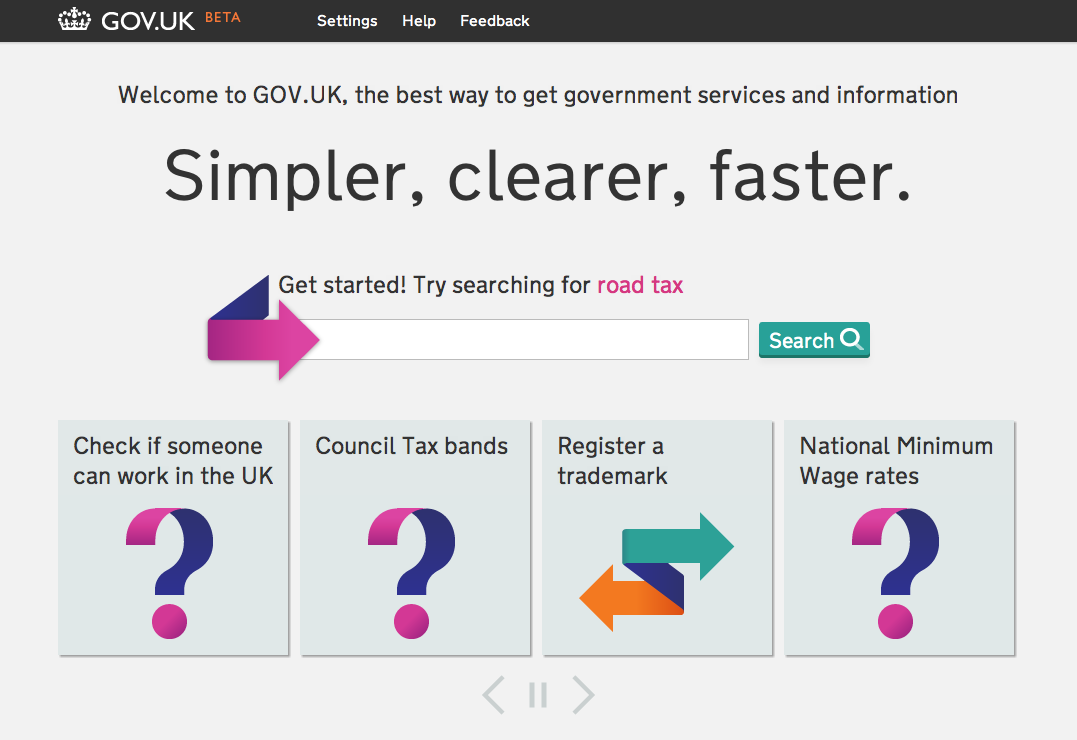 GOV.UK BETA Settings Help Feedback
Welcome to GOV.UK, the best way to get government services and information
Simpler, clearer, faster.
Get started! Try searching for road tax
Search
Check if someone
can work in the UK
Council Tax bands
Register a
trademark
National Minimum
Wage rates